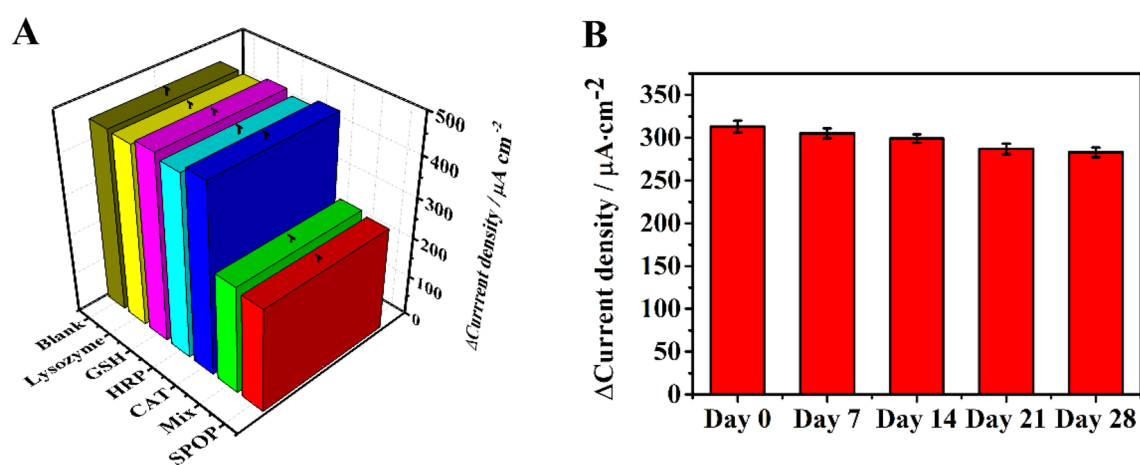 A
500
400
300
200
100
0
ΔCurrrent density / μA cm⁻²
Blank
Lysozyme
GSH
HRP
CAT
Mix
SPOP
B
ΔCurrent density / μA·cm⁻²
350
300
250
200
150
100
50
0
Day 0 Day 7 Day 14 Day 21 Day 28